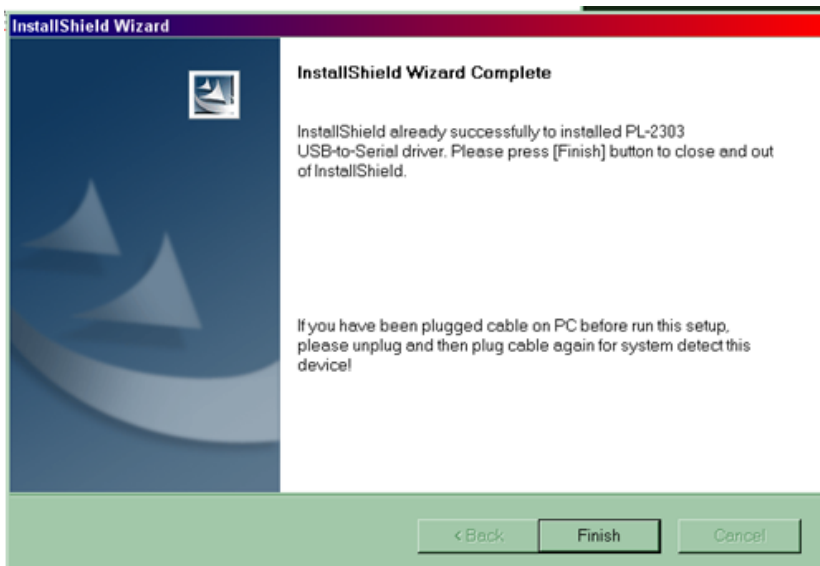 InstallShield Wizard
InstallShield Wizard Complete
InstallShield already successfully to installed PL-2303
USB-to-Serial driver. Please press [Finish] button to close and out
of InstallShield.
If you have been plugged cable on PC before run this setup,
please unplug and then plug cable again for system detect this
device!
< Back
Finish
Cancel